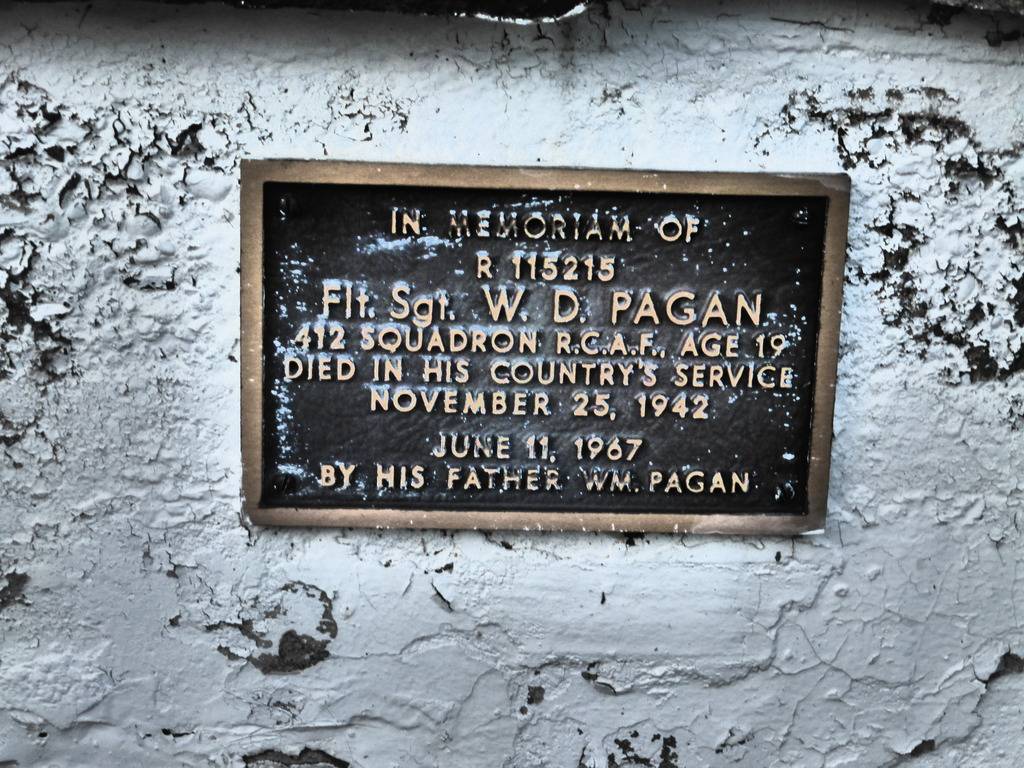 IN MEMORIAM OF
R 115215
Flt. Sgt. W. D. PAGAN
412 SQUADRON R.C.A.F., AGE 19
DIED IN HIS COUNTRY'S SERVICE
NOVEMBER 25, 1942
JUNE 11, 1967
BY HIS FATHER WM. PAGAN